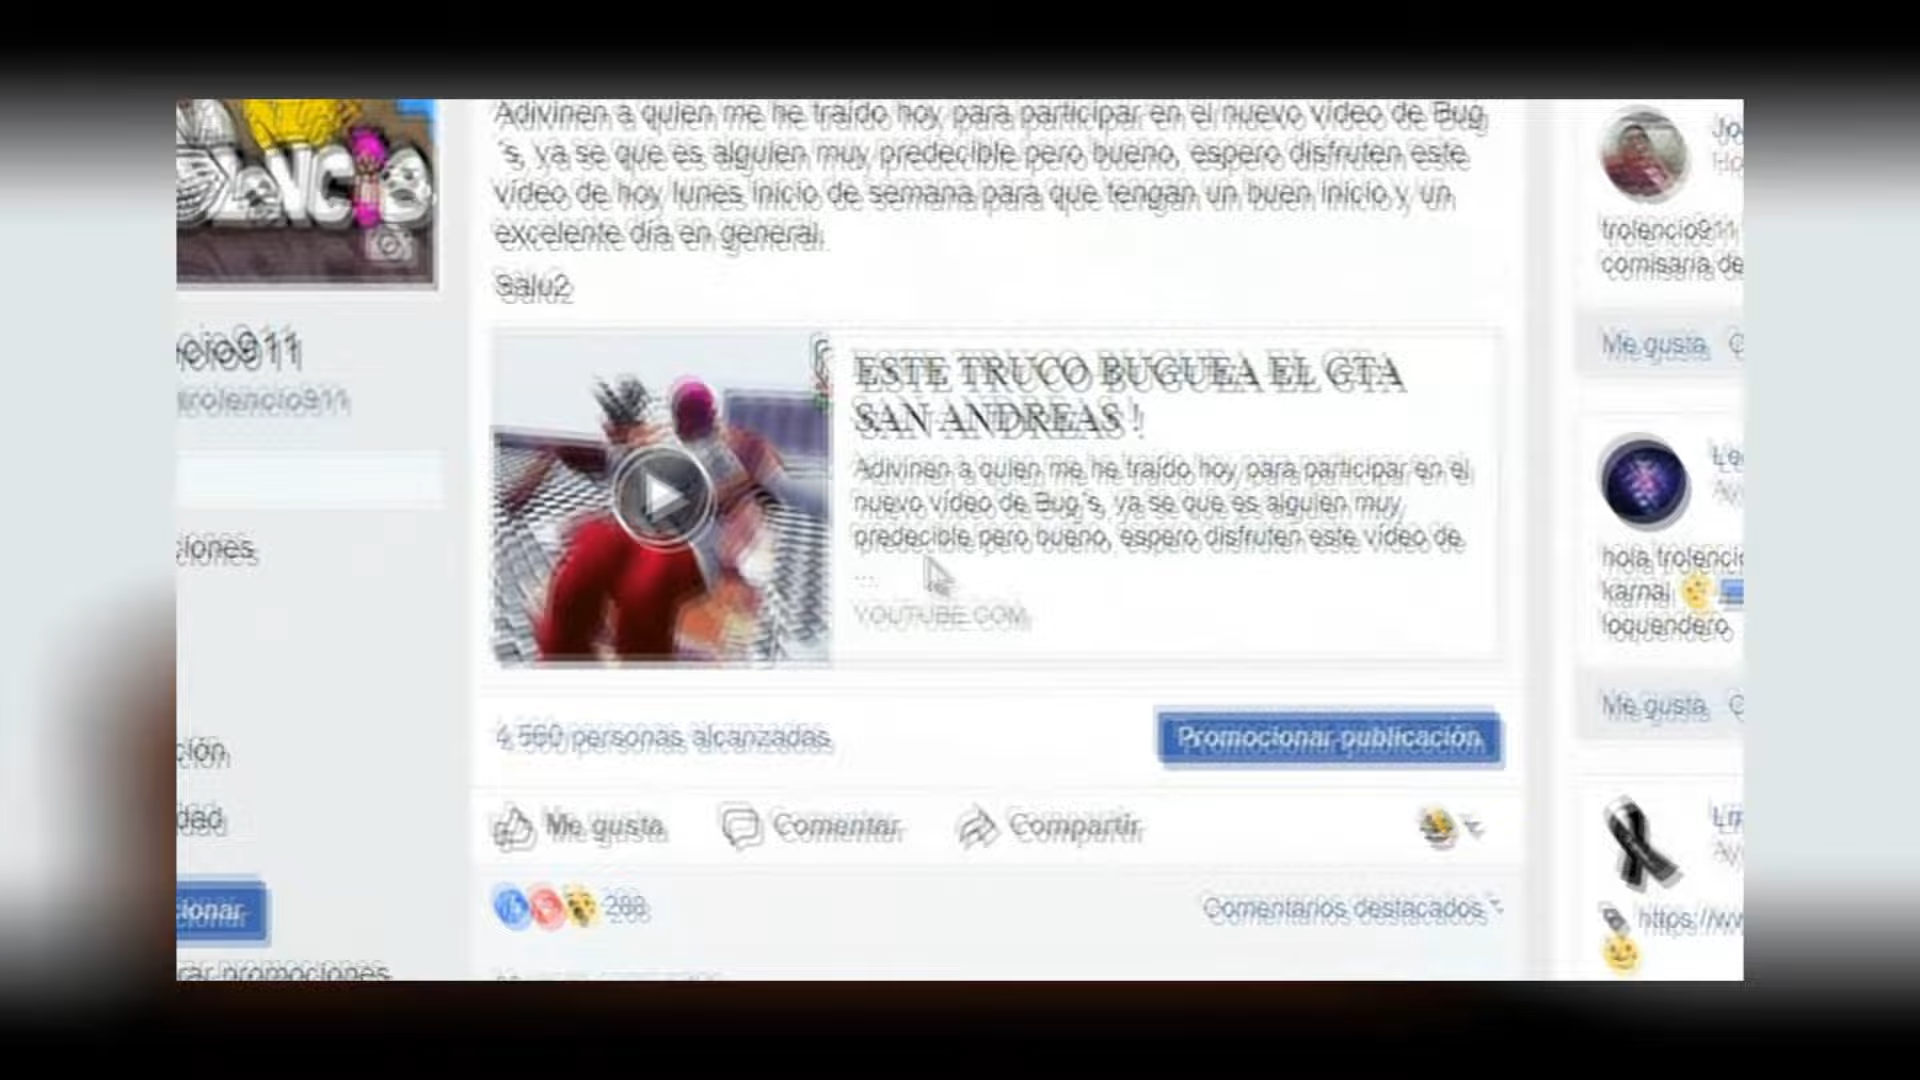 Adivinen a quien me he traído hoy para participar en el nuevo vídeo de Bug
´s, ya se que es alguien muy predecible pero bueno, espero disfruten este
vídeo de hoy lunes inicio de semana para que tengan un buen inicio y un
excelente día en general.
Salu2
cio911
trolencio911
ciones
ción
dad
cionar
rar promociones
ESTE TRUCO BUGUEA EL GTA
SAN ANDREAS !
Adivinen a quien me he traído hoy para participar en el
nuevo vídeo de Bug´s, ya se que es alguien muy
predecible pero bueno, espero disfruten este vídeo de
...
YOUTUBE.COM
4.560 personas alcanzadas
Promocionar publicación
Me gusta Comentar Compartir
288
Comentarios destacados
trolencio911
comisaria de
Me gusta
hola trolencio
karnal
loquendero
Me gusta
https://ww